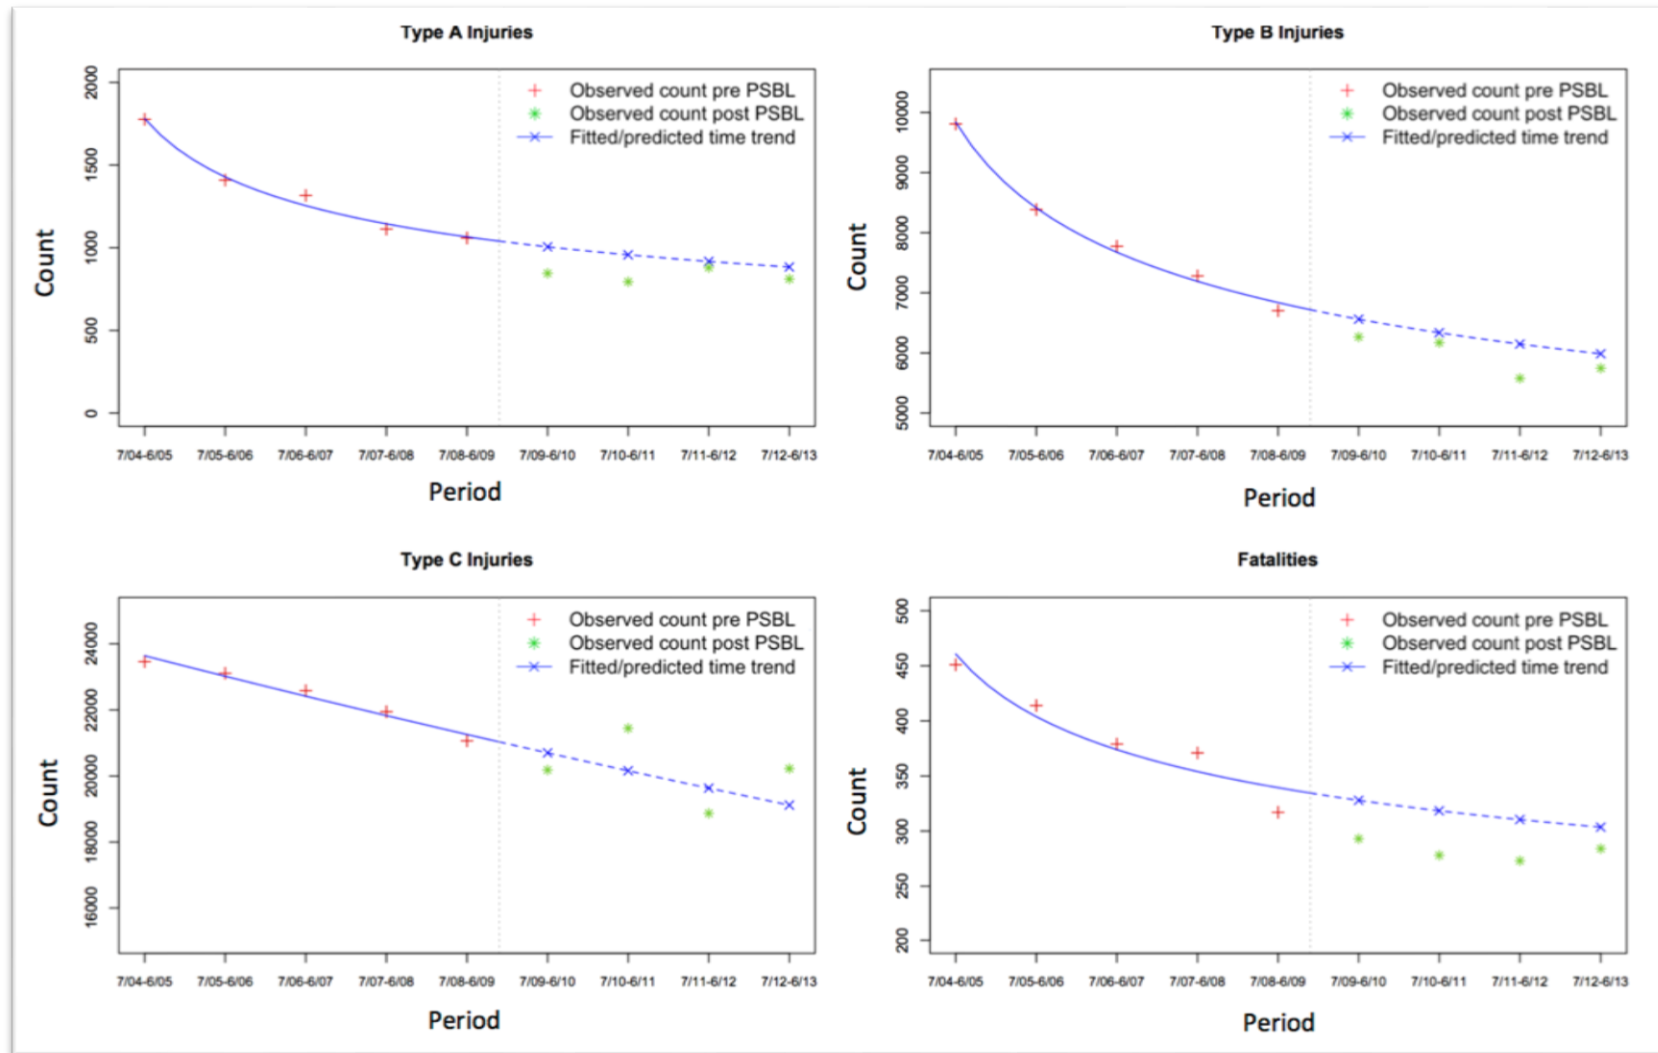 Type A Injuries
2000
1500
1000
500
0
Count
Observed count pre PSBL
Observed count post PSBL
Fitted/predicted time trend
7/04-6/05 7/05-6/06 7/06-6/07 7/07-6/08 7/08-6/09 7/09-6/10 7/10-6/11 7/11-6/12 7/12-6/13
Period
Type B Injuries
10000
9000
8000
7000
6000
5000
Count
Observed count pre PSBL
Observed count post PSBL
Fitted/predicted time trend
7/04-6/05 7/05-6/06 7/06-6/07 7/07-6/08 7/08-6/09 7/09-6/10 7/10-6/11 7/11-6/12 7/12-6/13
Period
Type C Injuries
24000
22000
20000
18000
16000
Count
Observed count pre PSBL
Observed count post PSBL
Fitted/predicted time trend
7/04-6/05 7/05-6/06 7/06-6/07 7/07-6/08 7/08-6/09 7/09-6/10 7/10-6/11 7/11-6/12 7/12-6/13
Period
Fatalities
500
450
400
350
300
250
200
Count
Observed count pre PSBL
Observed count post PSBL
Fitted/predicted time trend
7/04-6/05 7/05-6/06 7/06-6/07 7/07-6/08 7/08-6/09 7/09-6/10 7/10-6/11 7/11-6/12 7/12-6/13
Period